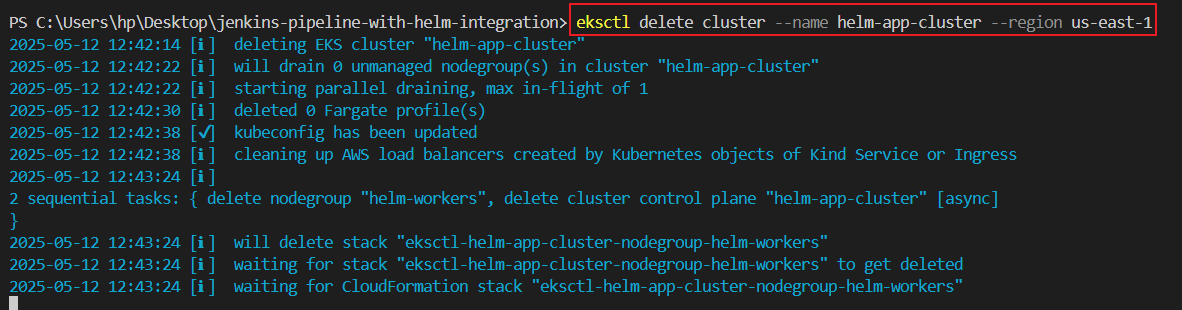 PS C:\Users\hp\Desktop\jenkins-pipeline-with-helm-integration> eksctl delete cluster --name helm-app-cluster --region us-east-1
2025-05-12 12:42:14 [ℹ]  deleting EKS cluster "helm-app-cluster"
2025-05-12 12:42:22 [ℹ]  will drain 0 unmanaged nodegroup(s) in cluster "helm-app-cluster"
2025-05-12 12:42:22 [ℹ]  starting parallel draining, max in-flight of 1
2025-05-12 12:42:30 [ℹ]  deleted 0 Fargate profile(s)
2025-05-12 12:42:38 [✔]  kubeconfig has been updated
2025-05-12 12:42:38 [ℹ]  cleaning up AWS load balancers created by Kubernetes objects of Kind Service or Ingress
2025-05-12 12:43:24 [ℹ]
2 sequential tasks: { delete nodegroup "helm-workers", delete cluster control plane "helm-app-cluster" [async]
}
2025-05-12 12:43:24 [ℹ]  will delete stack "eksctl-helm-app-cluster-nodegroup-helm-workers"
2025-05-12 12:43:24 [ℹ]  waiting for stack "eksctl-helm-app-cluster-nodegroup-helm-workers" to get deleted
2025-05-12 12:43:24 [ℹ]  waiting for CloudFormation stack "eksctl-helm-app-cluster-nodegroup-helm-workers"